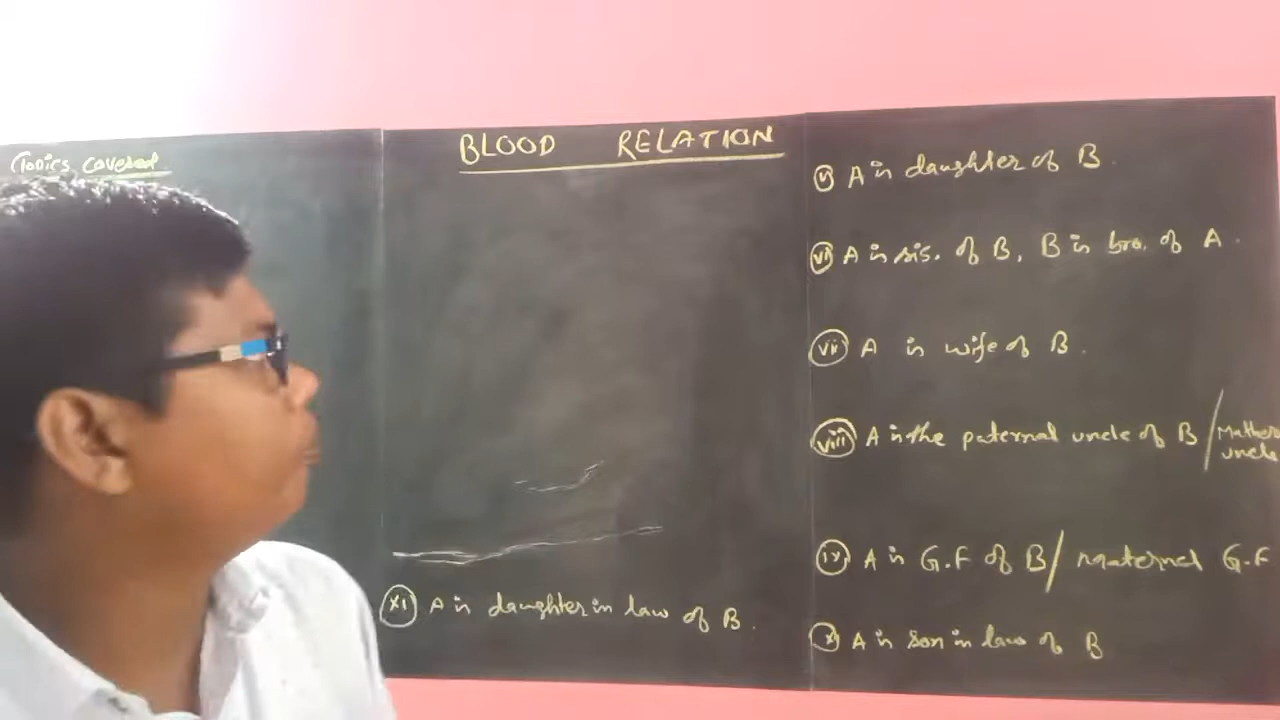 Topics covered
BLOOD RELATION
(v) A is daughter of B.
(vi) A is sis. of B, B is bro. of A.
(vii) A is wife of B.
(viii) A is the paternal uncle of B / Mather
uncle
(ix) A is G.F of B / maternal G.F
(x) A is son in law of B
(xi) A is daughter in law of B.